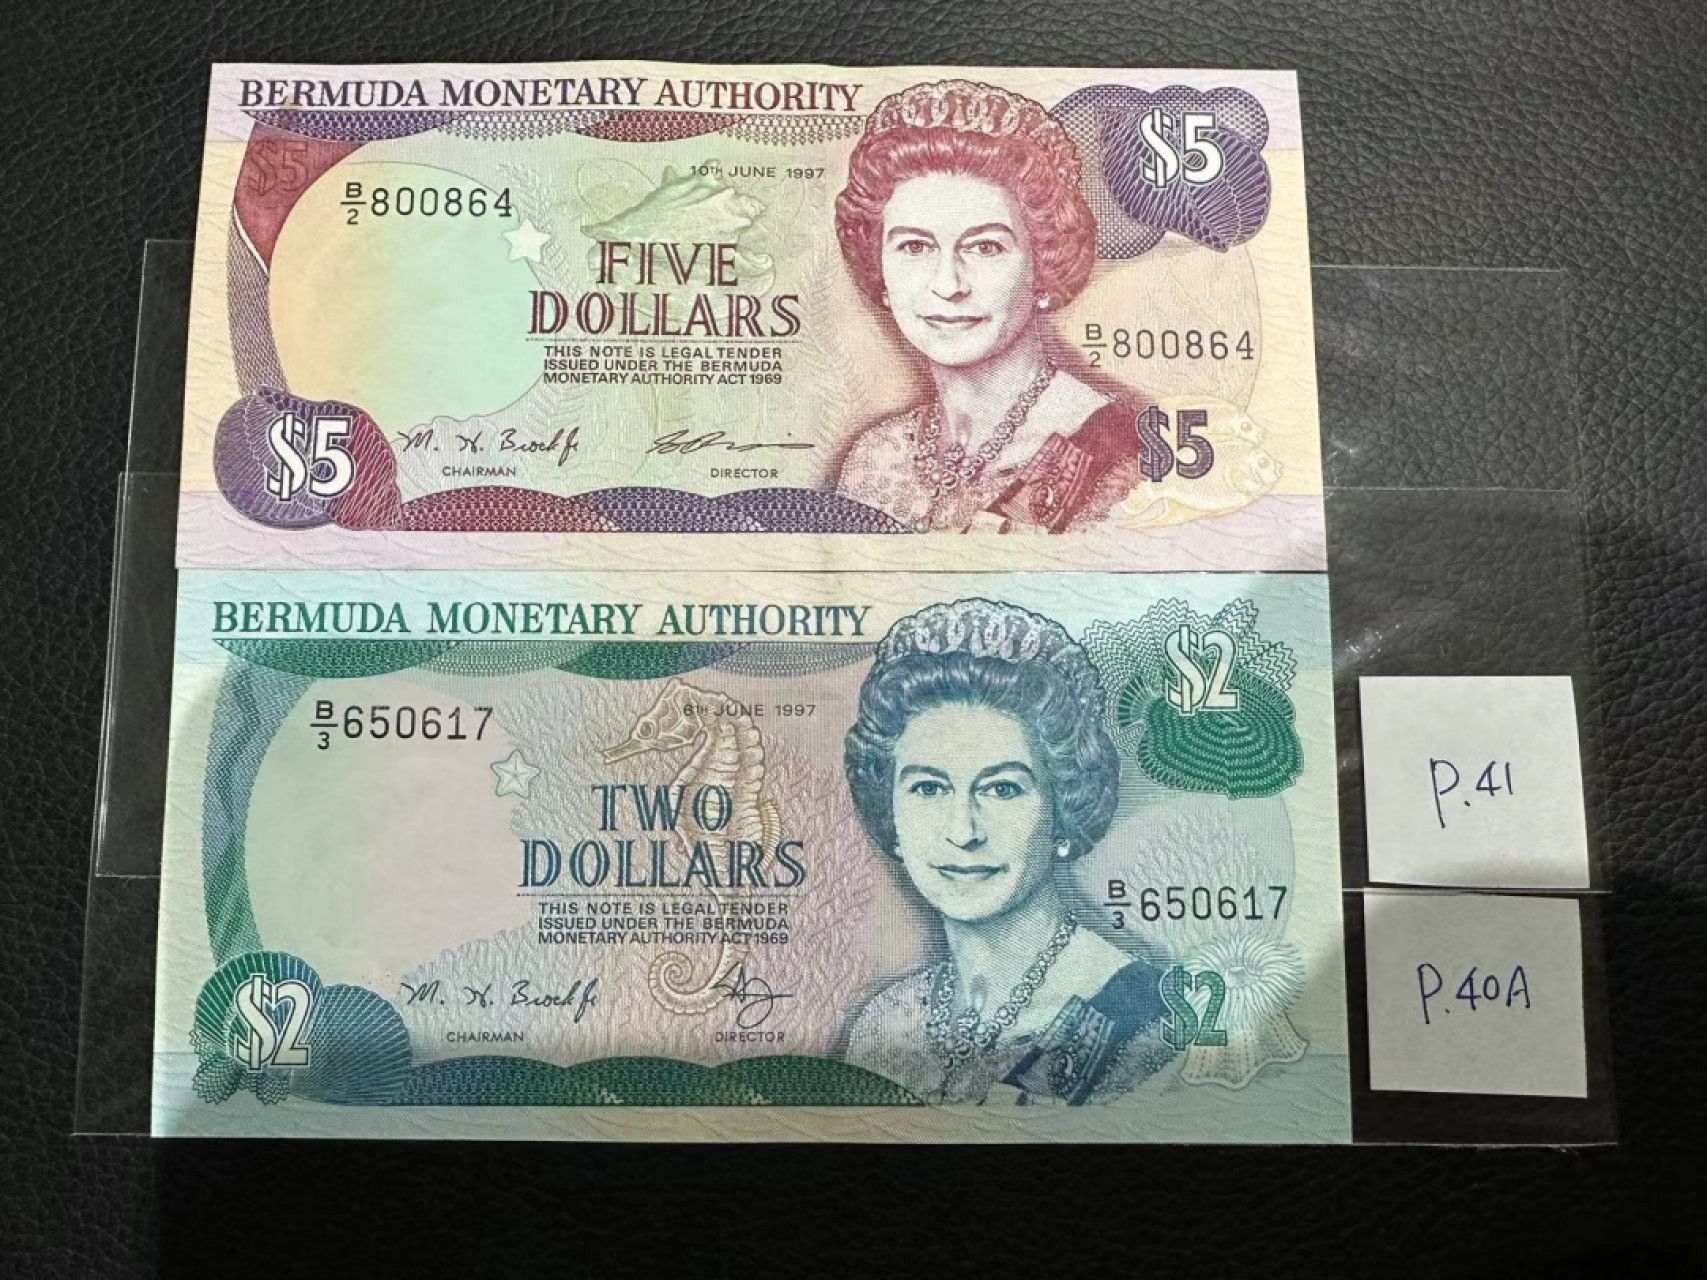 BERMUDA MONETARY AUTHORITY
$5
$5
10TH JUNE 1997
B/2 800864
FIVE
DOLLARS
B/2 800864
THIS NOTE IS LEGAL TENDER
ISSUED UNDER THE BERMUDA
MONETARY AUTHORITY ACT 1969
$5
$5
CHAIRMAN
DIRECTOR
BERMUDA MONETARY AUTHORITY
$2
B/3 650617
6TH JUNE 1997
TWO
DOLLARS
B/3 650617
THIS NOTE IS LEGAL TENDER
ISSUED UNDER THE BERMUDA
MONETARY AUTHORITY ACT 1969
$2
$2
CHAIRMAN
DIRECTOR
P.41
P.40A